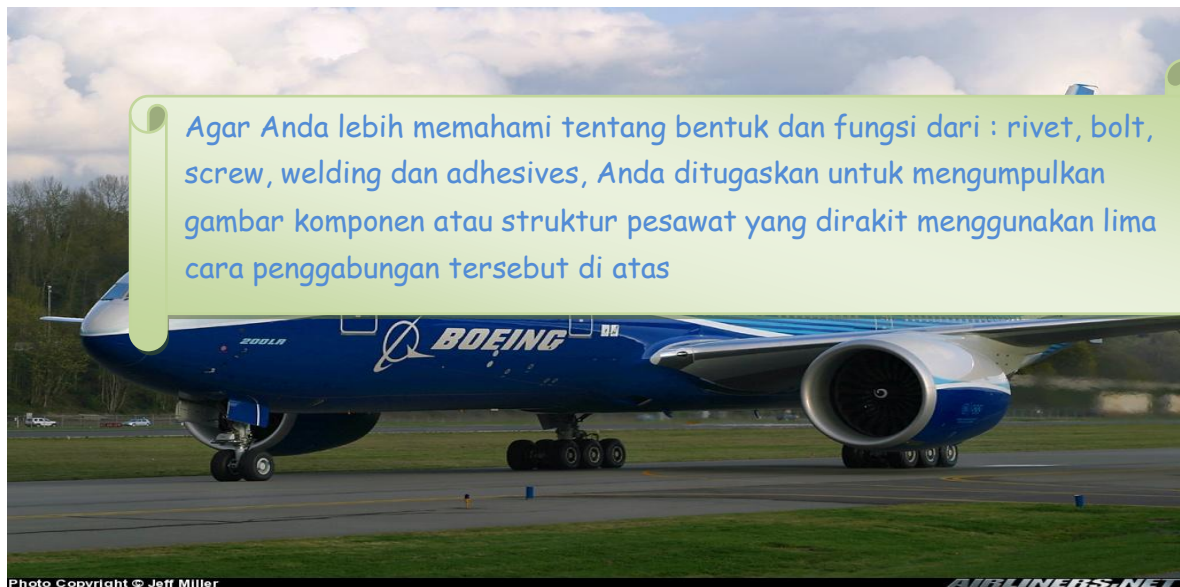 Agar Anda lebih memahami tentang bentuk dan fungsi dari : rivet, bolt,
screw, welding dan adhesives, Anda ditugaskan untuk mengumpulkan
gambar komponen atau struktur pesawat yang dirakit menggunakan lima
cara penggabungan tersebut di atas
200LR
BOEING
Photo Copyright © Jeff Miller
AIRLINERS.NET